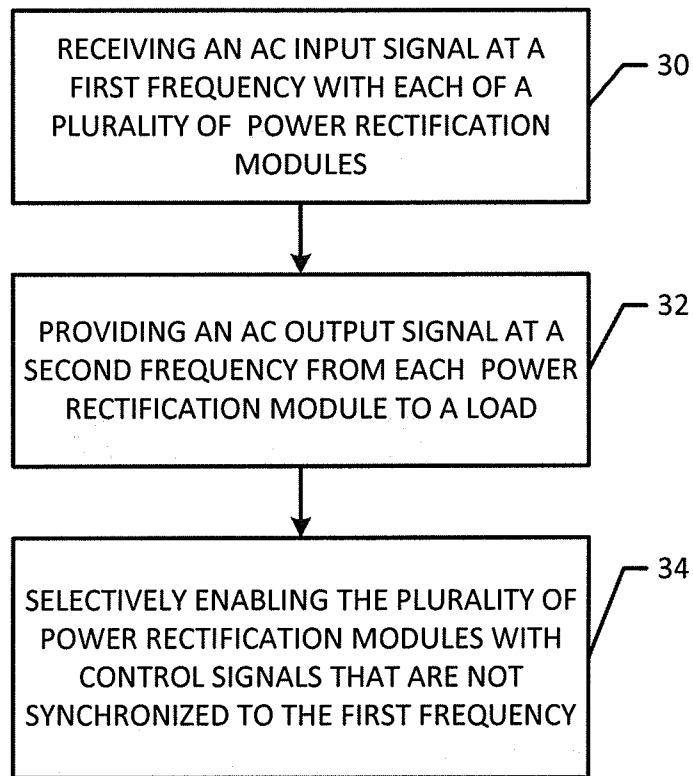 RECEIVING AN AC INPUT SIGNAL AT A
FIRST FREQUENCY WITH EACH OF A
PLURALITY OF POWER RECTIFICATION
MODULES
30
PROVIDING AN AC OUTPUT SIGNAL AT A
SECOND FREQUENCY FROM EACH POWER
RECTIFICATION MODULE TO A LOAD
32
SELECTIVELY ENABLING THE PLURALITY OF
POWER RECTIFICATION MODULES WITH
CONTROL SIGNALS THAT ARE NOT
SYNCHRONIZED TO THE FIRST FREQUENCY
34